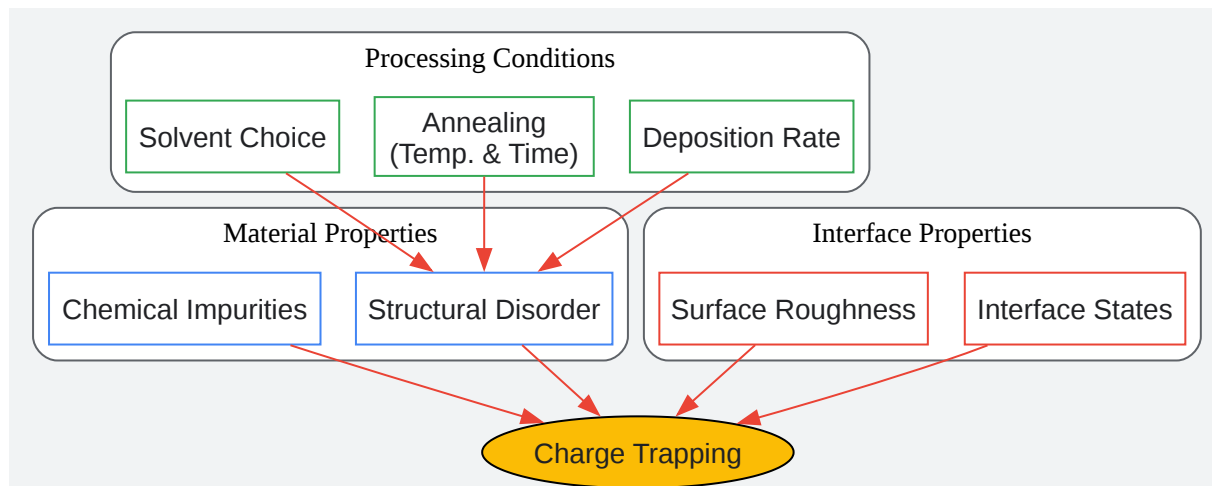 Processing Conditions
Solvent Choice
Annealing
(Temp. & Time)
Deposition Rate
Material Properties
Interface Properties
Chemical Impurities
Structural Disorder
Surface Roughness
Interface States
Charge Trapping